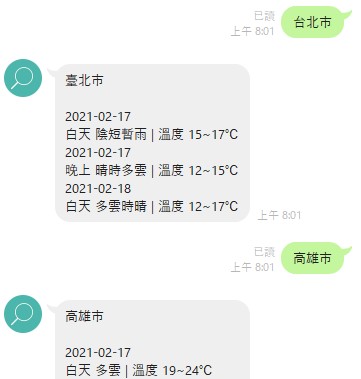 已讀
上午 8:01
台北市
臺北市
2021-02-17
白天 陰短暫雨 | 溫度 15~17°C
2021-02-17
晚上 晴時多雲 | 溫度 12~15°C
2021-02-18
白天 多雲時晴 | 溫度 12~17°C
上午 8:01
已讀
上午 8:01
高雄市
高雄市
2021-02-17
白天 多雲 | 溫度 19~24°C